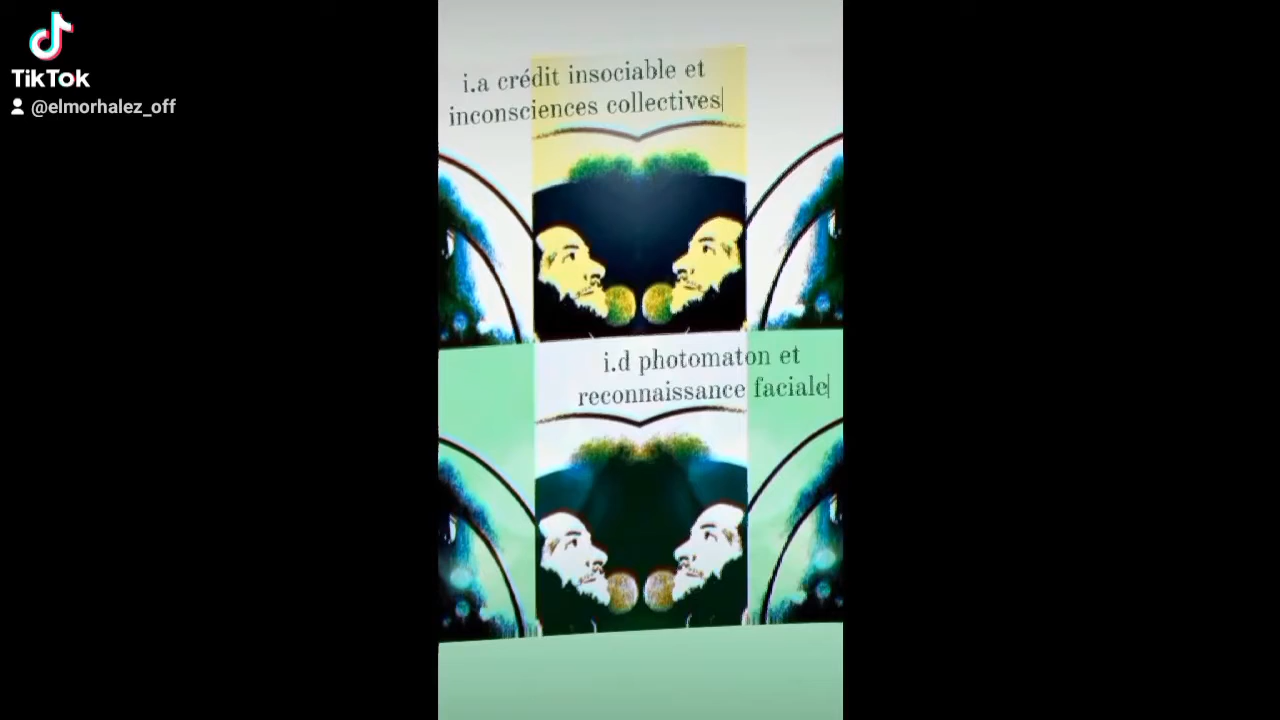 TikTok
@elmorhalez_off
i.a crédit insociable et
inconsciences collectives
i.d photomaton et
reconnaissance faciale